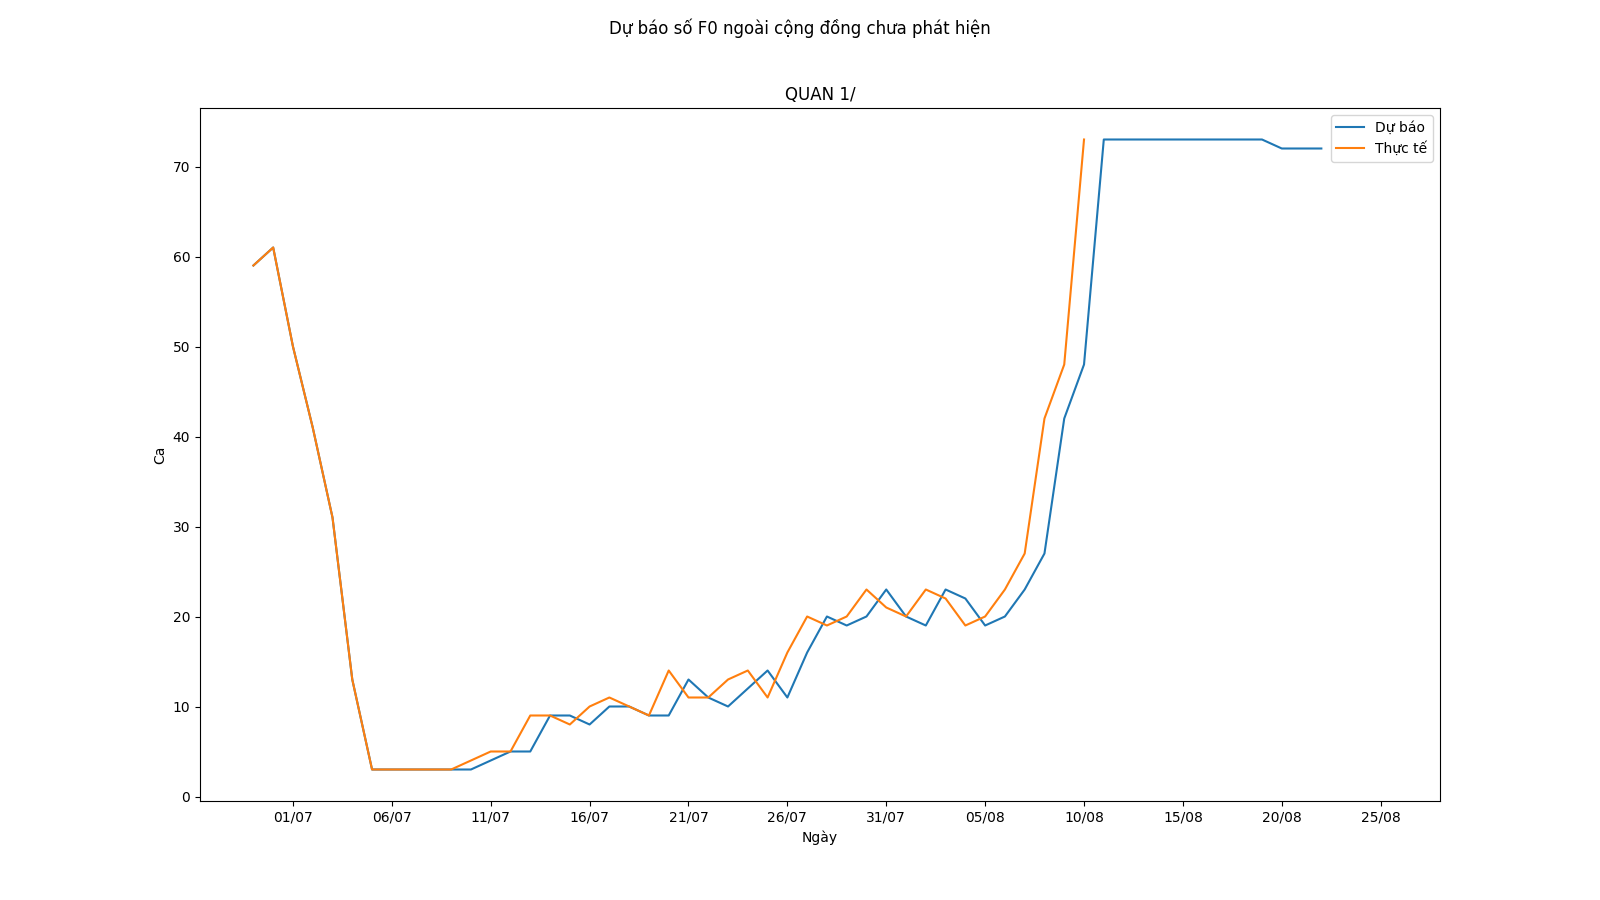 Dự báo số F0 ngoài cộng đồng chưa phát hiện
QUAN 1/
Dự báo
Thực tế
70
60
50
40
30
20
10
0
Ca
01/07 06/07 11/07 16/07 21/07 26/07 31/07 05/08 10/08 15/08 20/08 25/08
Ngày